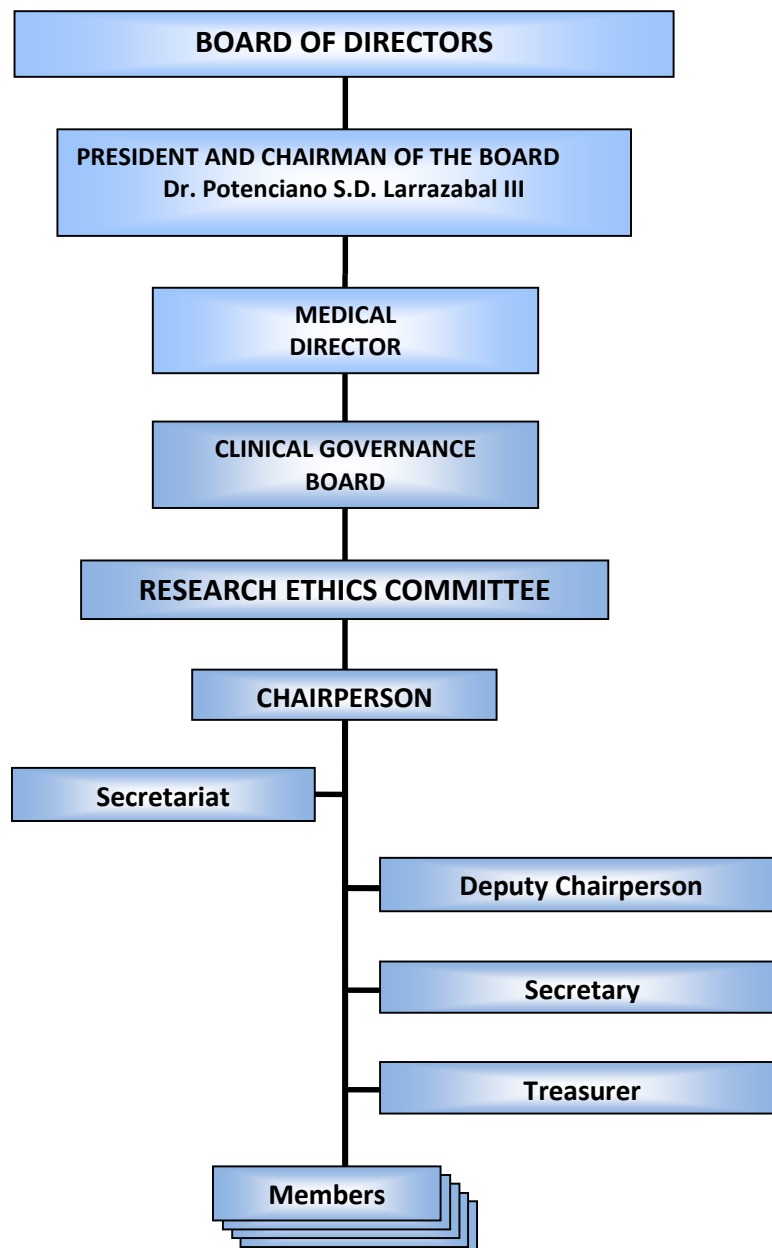 BOARD OF DIRECTORS
PRESIDENT AND CHAIRMAN OF THE BOARD
Dr. Potenciano S.D. Larrazabal III
MEDICAL
DIRECTOR
CLINICAL GOVERNANCE
BOARD
RESEARCH ETHICS COMMITTEE
CHAIRPERSON
Secretariat
Deputy Chairperson
Secretary
Treasurer
Members